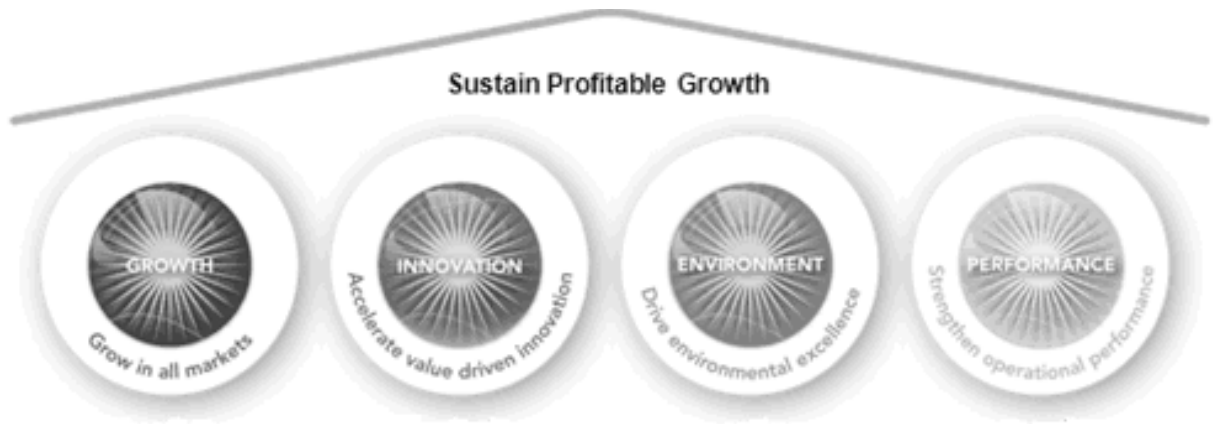 Sustain Profitable Growth
GROWTH
Grow in all markets
INNOVATION
Accelerate value driven innovation
ENVIRONMENT
Drive environmental excellence
PERFORMANCE
Strengthen operational performance